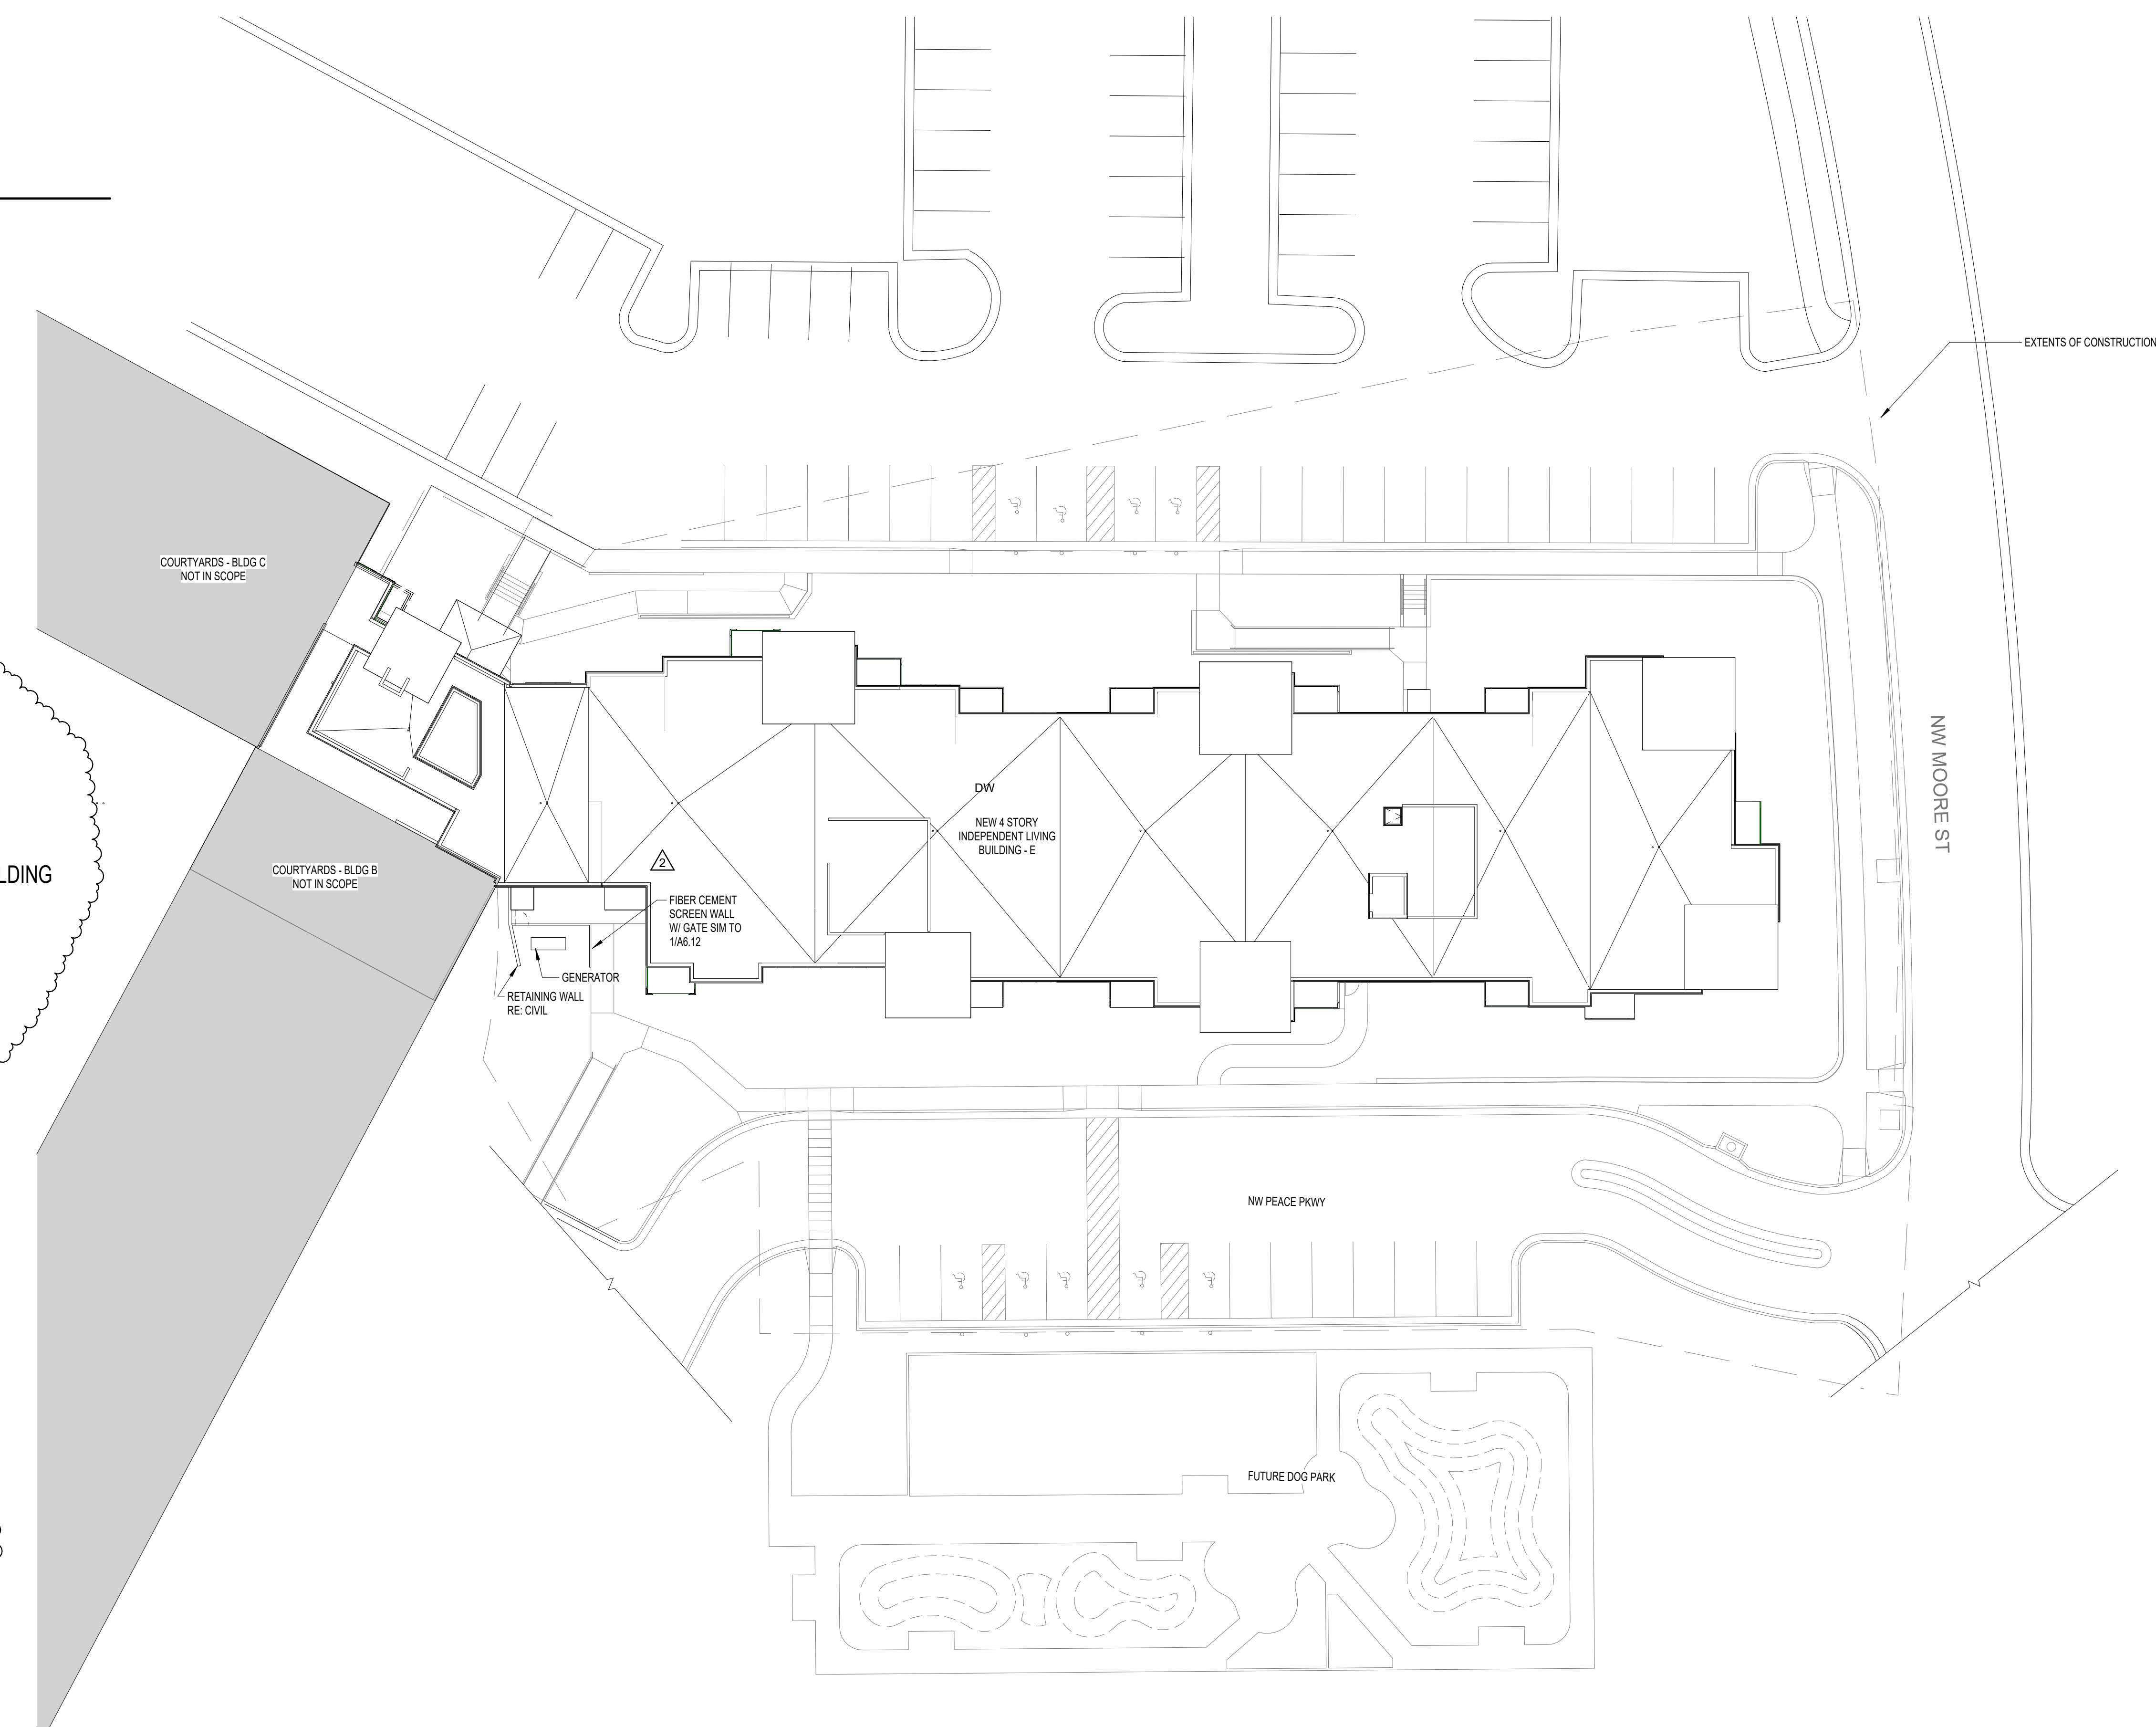 EXTENTS OF CONSTRUCTION
COURTYARDS - BLDG C
NOT IN SCOPE
NW MOORE ST
DW
NEW 4 STORY
INDEPENDENT LIVING
BUILDING - E
2
LDING
COURTYARDS - BLDG B
NOT IN SCOPE
FIBER CEMENT
SCREEN WALL
W/ GATE SIM TO
1/A6.12
GENERATOR
RETAINING WALL
RE: CIVIL
NW PEACE PKWY
FUTURE DOG PARK